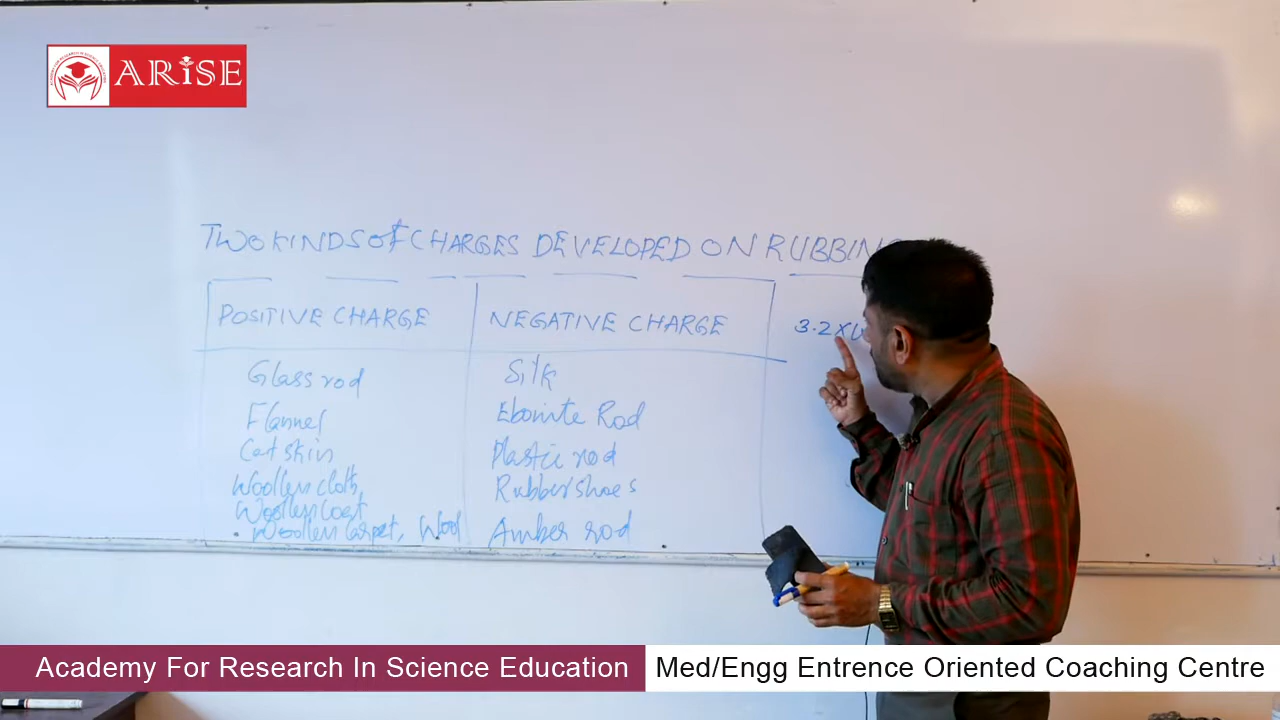 ARISE
TWO KINDS OF CHARGES DEVELOPED ON RUBBING
POSITIVE CHARGE
NEGATIVE CHARGE
3.2X
Glass rod
Silk
Flannel
Ebonite Rod
Cat skin
Plastic rod
Woollen cloth,
Rubber shoes
Woollen Coat
Woollen Carpet, Wool
Amber rod
Academy For Research In Science Education
Med/Engg Entrence Oriented Coaching Centre